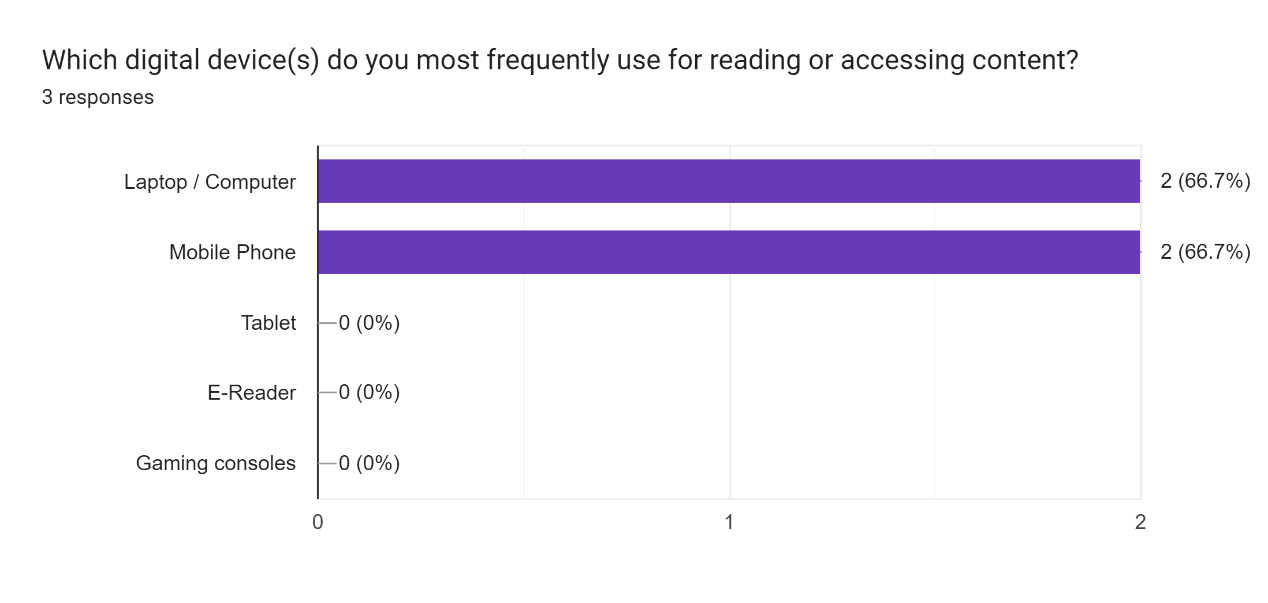 Which digital device(s) do you most frequently use for reading or accessing content?
3 responses
Laptop / Computer 2 (66.7%)
Mobile Phone 2 (66.7%)
Tablet 0 (0%)
E-Reader 0 (0%)
Gaming consoles 0 (0%)
0 1 2